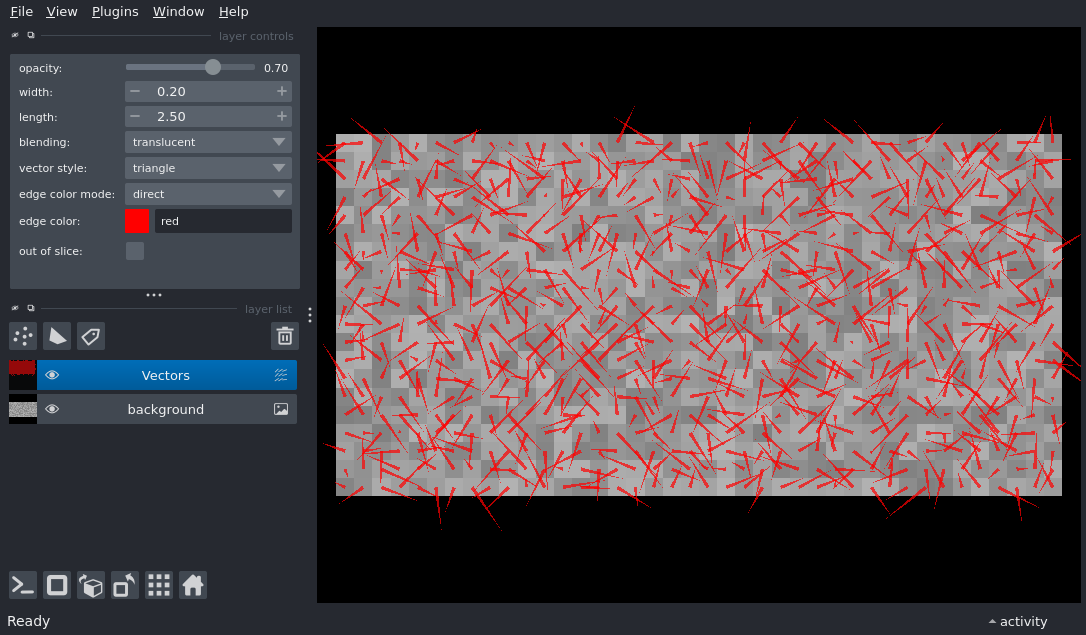 File View Plugins Window Help
layer controls
opacity: 0.70
width: − 0.20 +
length: − 2.50 +
blending: translucent
vector style: triangle
edge color mode: direct
edge color: red
out of slice:
layer list
Vectors
background
Ready
activity